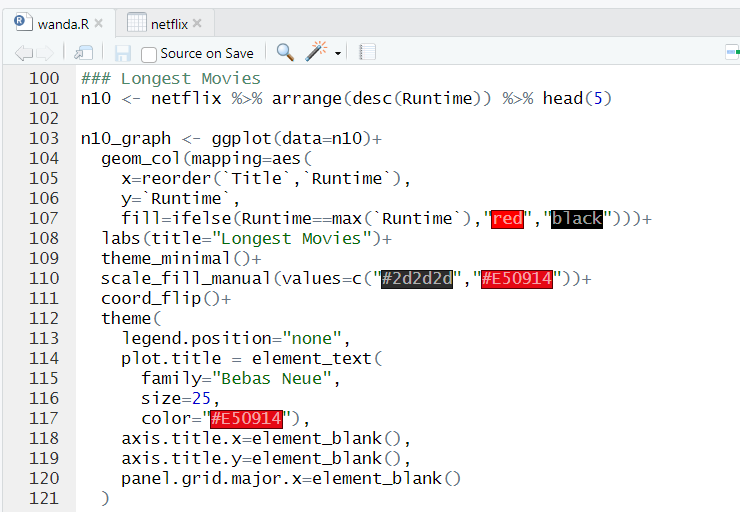 wanda.R netflix
Source on Save
100 ### Longest Movies
101 n10 <- netflix %>% arrange(desc(Runtime)) %>% head(5)
102
103 n10_graph <- ggplot(data=n10)+
104   geom_col(mapping=aes(
105     x=reorder(`Title`,`Runtime`),
106     y=`Runtime`,
107     fill=ifelse(Runtime==max(`Runtime`),"red","black")))+
108   labs(title="Longest Movies")+
109   theme_minimal()+
110   scale_fill_manual(values=c("#2d2d2d","#E50914"))+
111   coord_flip()+
112   theme(
113     legend.position="none",
114     plot.title = element_text(
115       family="Bebas Neue",
116       size=25,
117       color="#E50914"),
118     axis.title.x=element_blank(),
119     axis.title.y=element_blank(),
120     panel.grid.major.x=element_blank()
121   )